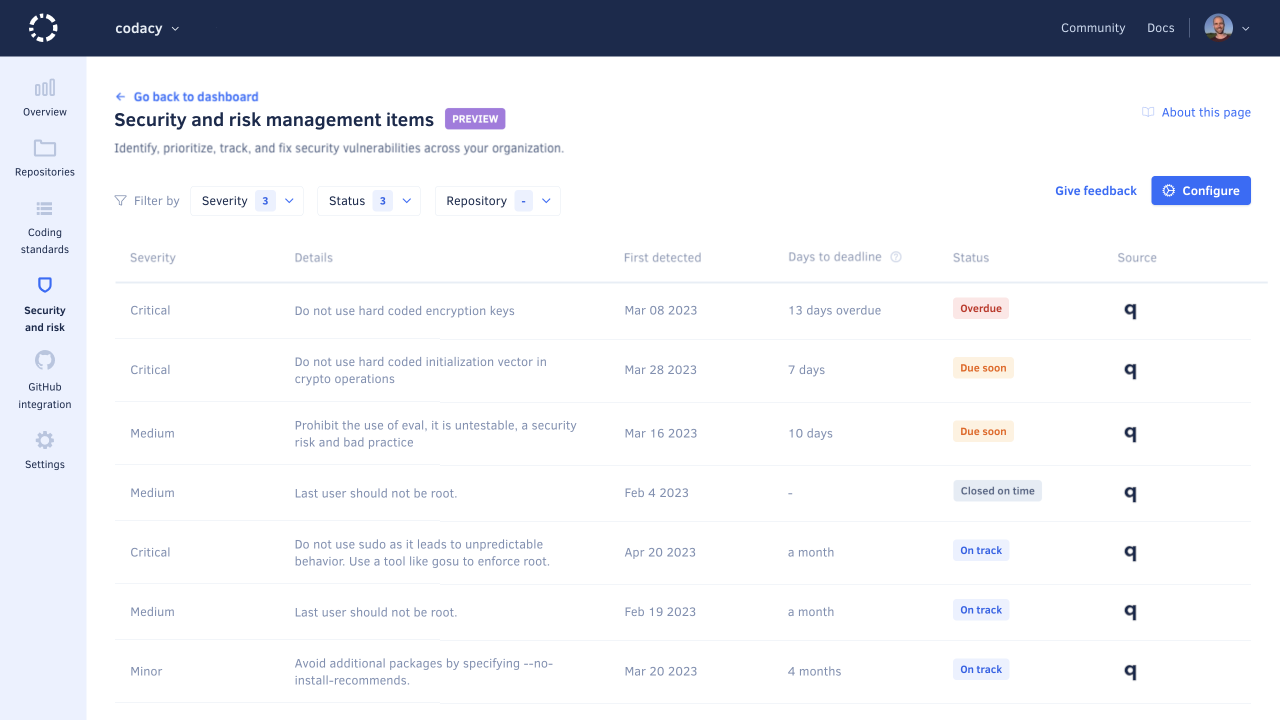 codacy
Community Docs
Overview
Repositories
Coding
standards
Security
and risk
GitHub
integration
Settings
Go back to dashboard
Security and risk management items PREVIEW
About this page
Identify, prioritize, track, and fix security vulnerabilities across your organization.
Filter by Severity 3 Status 3 Repository -
Give feedback Configure
Severity Details First detected Days to deadline ? Status Source
Critical Do not use hard coded encryption keys Mar 08 2023 13 days overdue Overdue q
Critical Do not use hard coded initialization vector in
crypto operations Mar 28 2023 7 days Due soon q
Medium Prohibit the use of eval, it is untestable, a security
risk and bad practice Mar 16 2023 10 days Due soon q
Medium Last user should not be root. Feb 4 2023 - Closed on time q
Critical Do not use sudo as it leads to unpredictable
behavior. Use a tool like gosu to enforce root. Apr 20 2023 a month On track q
Medium Last user should not be root. Feb 19 2023 a month On track q
Minor Avoid additional packages by specifying --no-
install-recommends. Mar 20 2023 4 months On track q